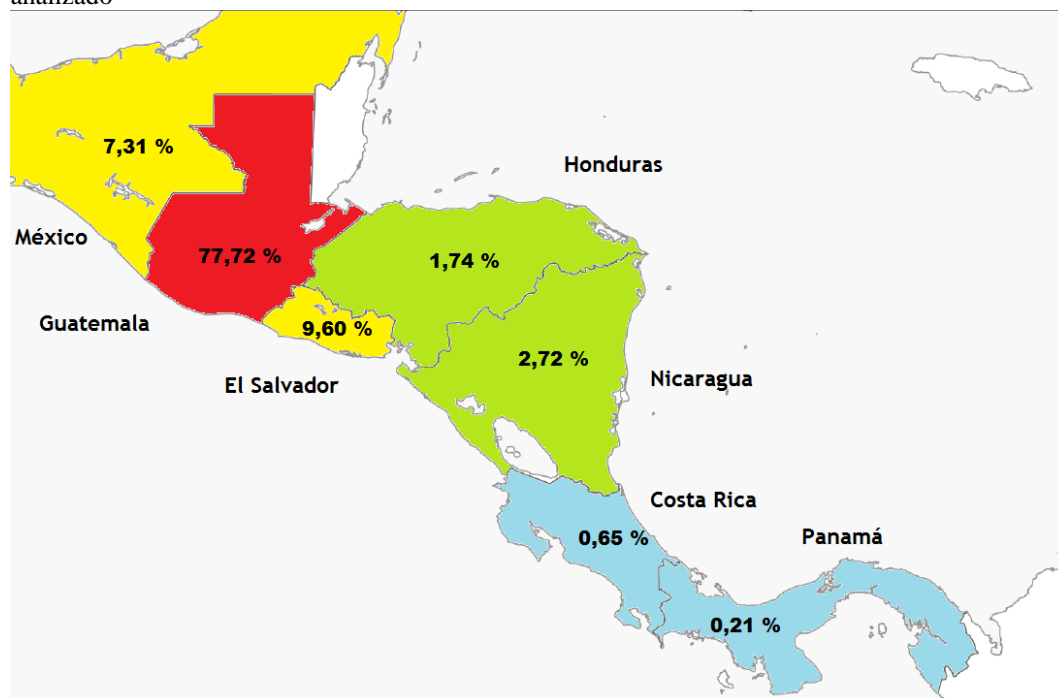 analizado
7,31 %
Honduras
México
77,72 %
1,74 %
Guatemala
9,60 %
2,72 %
El Salvador
Nicaragua
Costa Rica
0,65 %
Panamá
0,21 %